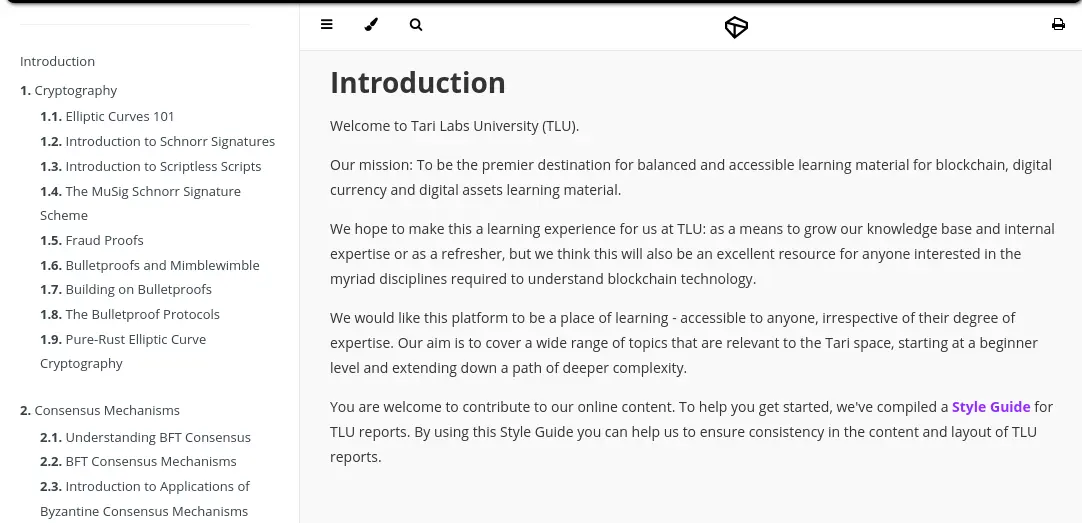 Introduction
1. Cryptography
1.1. Elliptic Curves 101
1.2. Introduction to Schnorr Signatures
1.3. Introduction to Scriptless Scripts
1.4. The MuSig Schnorr Signature
Scheme
1.5. Fraud Proofs
1.6. Bulletproofs and Mimblewimble
1.7. Building on Bulletproofs
1.8. The Bulletproof Protocols
1.9. Pure-Rust Elliptic Curve
Cryptography
2. Consensus Mechanisms
2.1. Understanding BFT Consensus
2.2. BFT Consensus Mechanisms
2.3. Introduction to Applications of
Byzantine Consensus Mechanisms
Introduction
Welcome to Tari Labs University (TLU).
Our mission: To be the premier destination for balanced and accessible learning material for blockchain, digital
currency and digital assets learning material.
We hope to make this a learning experience for us at TLU: as a means to grow our knowledge base and internal
expertise or as a refresher, but we think this will also be an excellent resource for anyone interested in the
myriad disciplines required to understand blockchain technology.
We would like this platform to be a place of learning - accessible to anyone, irrespective of their degree of
expertise. Our aim is to cover a wide range of topics that are relevant to the Tari space, starting at a beginner
level and extending down a path of deeper complexity.
You are welcome to contribute to our online content. To help you get started, we've compiled a Style Guide for
TLU reports. By using this Style Guide you can help us to ensure consistency in the content and layout of TLU
reports.